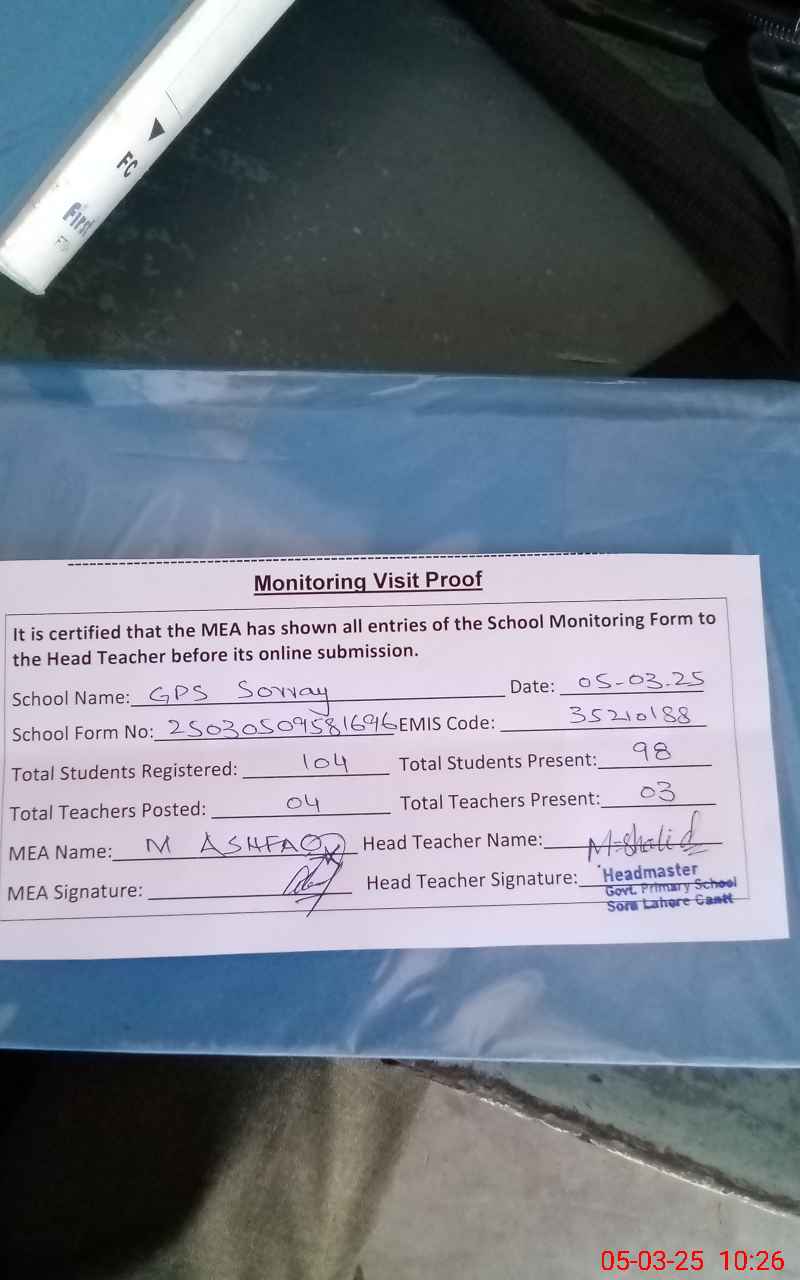 FC
First
Monitoring Visit Proof
It is certified that the MEA has shown all entries of the School Monitoring Form to
the Head Teacher before its online submission.
School Name: GPS Sorray Date: 05-03-25
School Form No: 25030509581696 EMIS Code: 35210188
Total Students Registered: 104 Total Students Present: 98
Total Teachers Posted: 04 Total Teachers Present: 03
MEA Name: M ASHFAQ Head Teacher Name: M-Shalid
MEA Signature: Head Teacher Signature:
Headmaster
Govt. Primary School
Sora Lahore Cantt
05-03-25 10:26